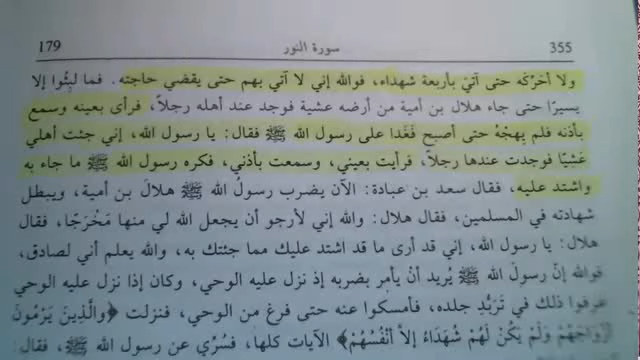 355 سورة النور 179
ولا أحركه حتى آتي بأربعة شهداء، فوالله إني لا آتي بهم حتى يقضي حاجته. فما لبثوا إلا
يسيرًا حتى جاء هلال بن أمية من أرضه عشية فوجد عند أهله رجلاً، فرأى بعينه وسمع
بأذنه فلم يهجْهُ حتى أصبح فَغَدا على رسول الله ﷺ فقال: يا رسول الله، إني جئت أهلي
عشيًا فوجدت عندها رجلاً، فرأيت بعيني، وسمعت بأذني، فكره رسول الله ﷺ ما جاء به
واشتد عليه، فقال سعد بن عبادة: الآن يضرب رسولُ الله ﷺ هلالَ بن أمية، ويبطل
شهادته في المسلمين، فقال هلال: والله إني لأرجو أن يجعل الله لي منها مَخْرَجًا، فقال
هلال: يا رسول الله، إني قد أرى ما قد اشتد عليك مما جئتك به، والله يعلم أني لصادق،
فوالله إنّ رسولَ الله ﷺ يُريد أن يأمر بضربه إذ نزل عليه الوحي، وكان إذا نزل عليه الوحي
عرفوا ذلك في تَرَبُّدِ جلده، فأمسكوا عنه حتى فرغ من الوحي، فنزلت ﴿وَالَّذِينَ يَرْمُونَ
أَزْوَاجَهُمْ وَلَمْ يَكُنْ لَهُمْ شُهَدَاءُ إِلاَّ أَنْفُسُهُمْ﴾ الآيات كلها، فسُرِّي عن رسول الله ﷺ، فقال: